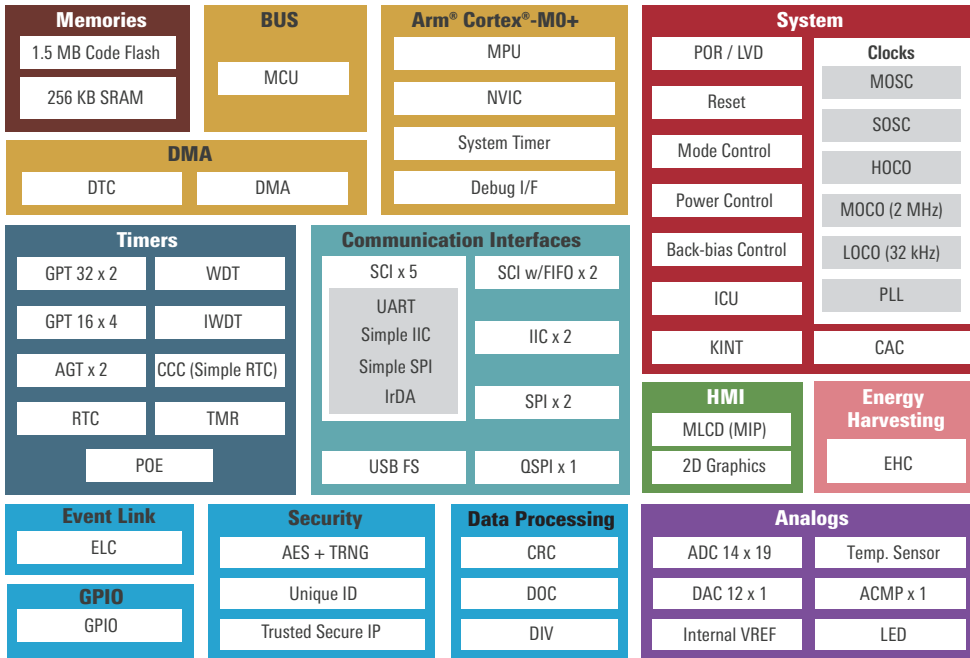 Memories
1.5 MB Code Flash
256 KB SRAM
BUS
MCU
DMA
DTC
DMA
Arm® Cortex®-M0+
MPU
NVIC
System Timer
Debug I/F
System
POR / LVD
Reset
Mode Control
Power Control
Back-bias Control
ICU
KINT
Clocks
MOSC
SOSC
HOCO
MOCO (2 MHz)
LOCO (32 kHz)
PLL
CAC
Timers
GPT 32 x 2
WDT
GPT 16 x 4
IWDT
AGT x 2
CCC (Simple RTC)
RTC
TMR
POE
Communication Interfaces
SCI x 5
UART
Simple IIC
Simple SPI
IrDA
USB FS
SCI w/FIFO x 2
IIC x 2
SPI x 2
QSPI x 1
HMI
MLCD (MIP)
2D Graphics
Energy
Harvesting
EHC
Event Link
ELC
GPIO
GPIO
Security
AES + TRNG
Unique ID
Trusted Secure IP
Data Processing
CRC
DOC
DIV
Analogs
ADC 14 x 19
Temp. Sensor
DAC 12 x 1
ACMP x 1
Internal VREF
LED